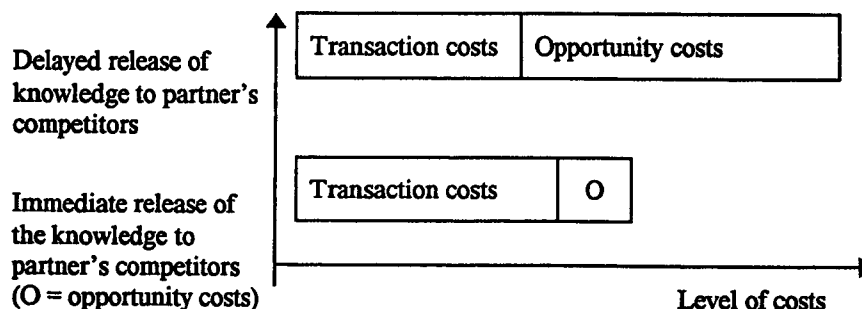 Transaction costs Opportunity costs
Delayed release of
knowledge to partner's
competitors
Transaction costs O
Immediate release of
the knowledge to
partner's competitors
(O = opportunity costs)
Level of costs